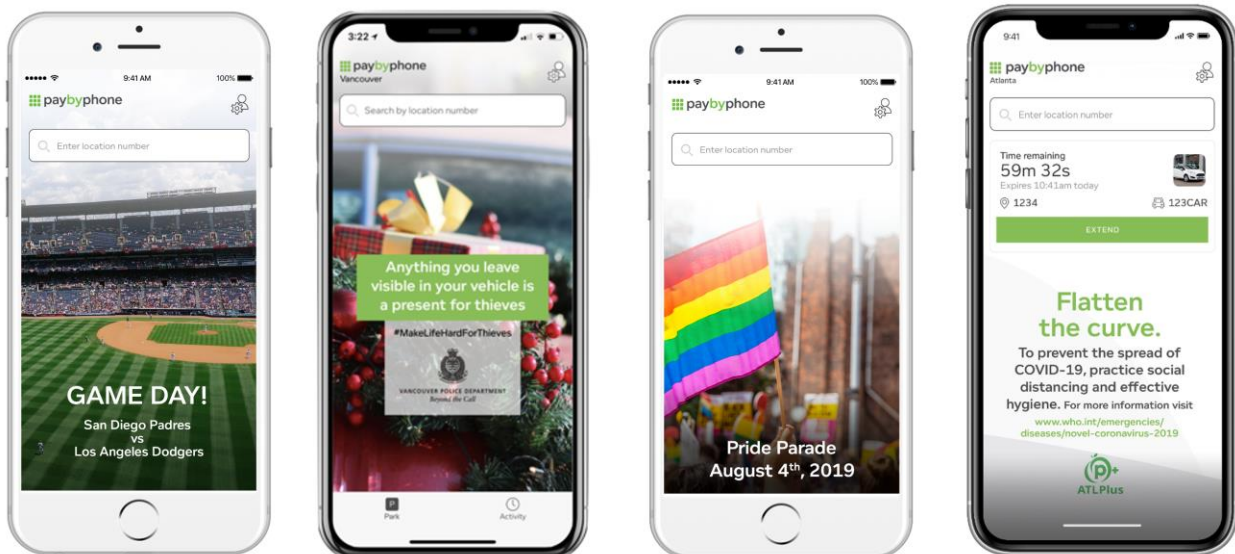 9:41 AM
100%
paybyphone
Enter location number
GAME DAY!
San Diego Padres
vs
Los Angeles Dodgers
3:22
paybyphone
Vancouver
Search by location number
Anything you leave
visible in your vehicle is
a present for thieves
#MakeLifeHardForThieves
VANCOUVER POLICE DEPARTMENT
Beyond the Call
P
Park
Activity
9:41 AM
100%
paybyphone
Enter location number
Pride Parade
August 4th, 2019
9:41
paybyphone
Atlanta
Enter location number
Time remaining
59m 32s
Expires 10:41am today
1234
123CAR
EXTEND
Flatten
the curve.
To prevent the spread of
COVID-19, practice social
distancing and effective
hygiene. For more information visit
www.who.int/emergencies/
diseases/novel-coronavirus-2019
p+
ATLPlus